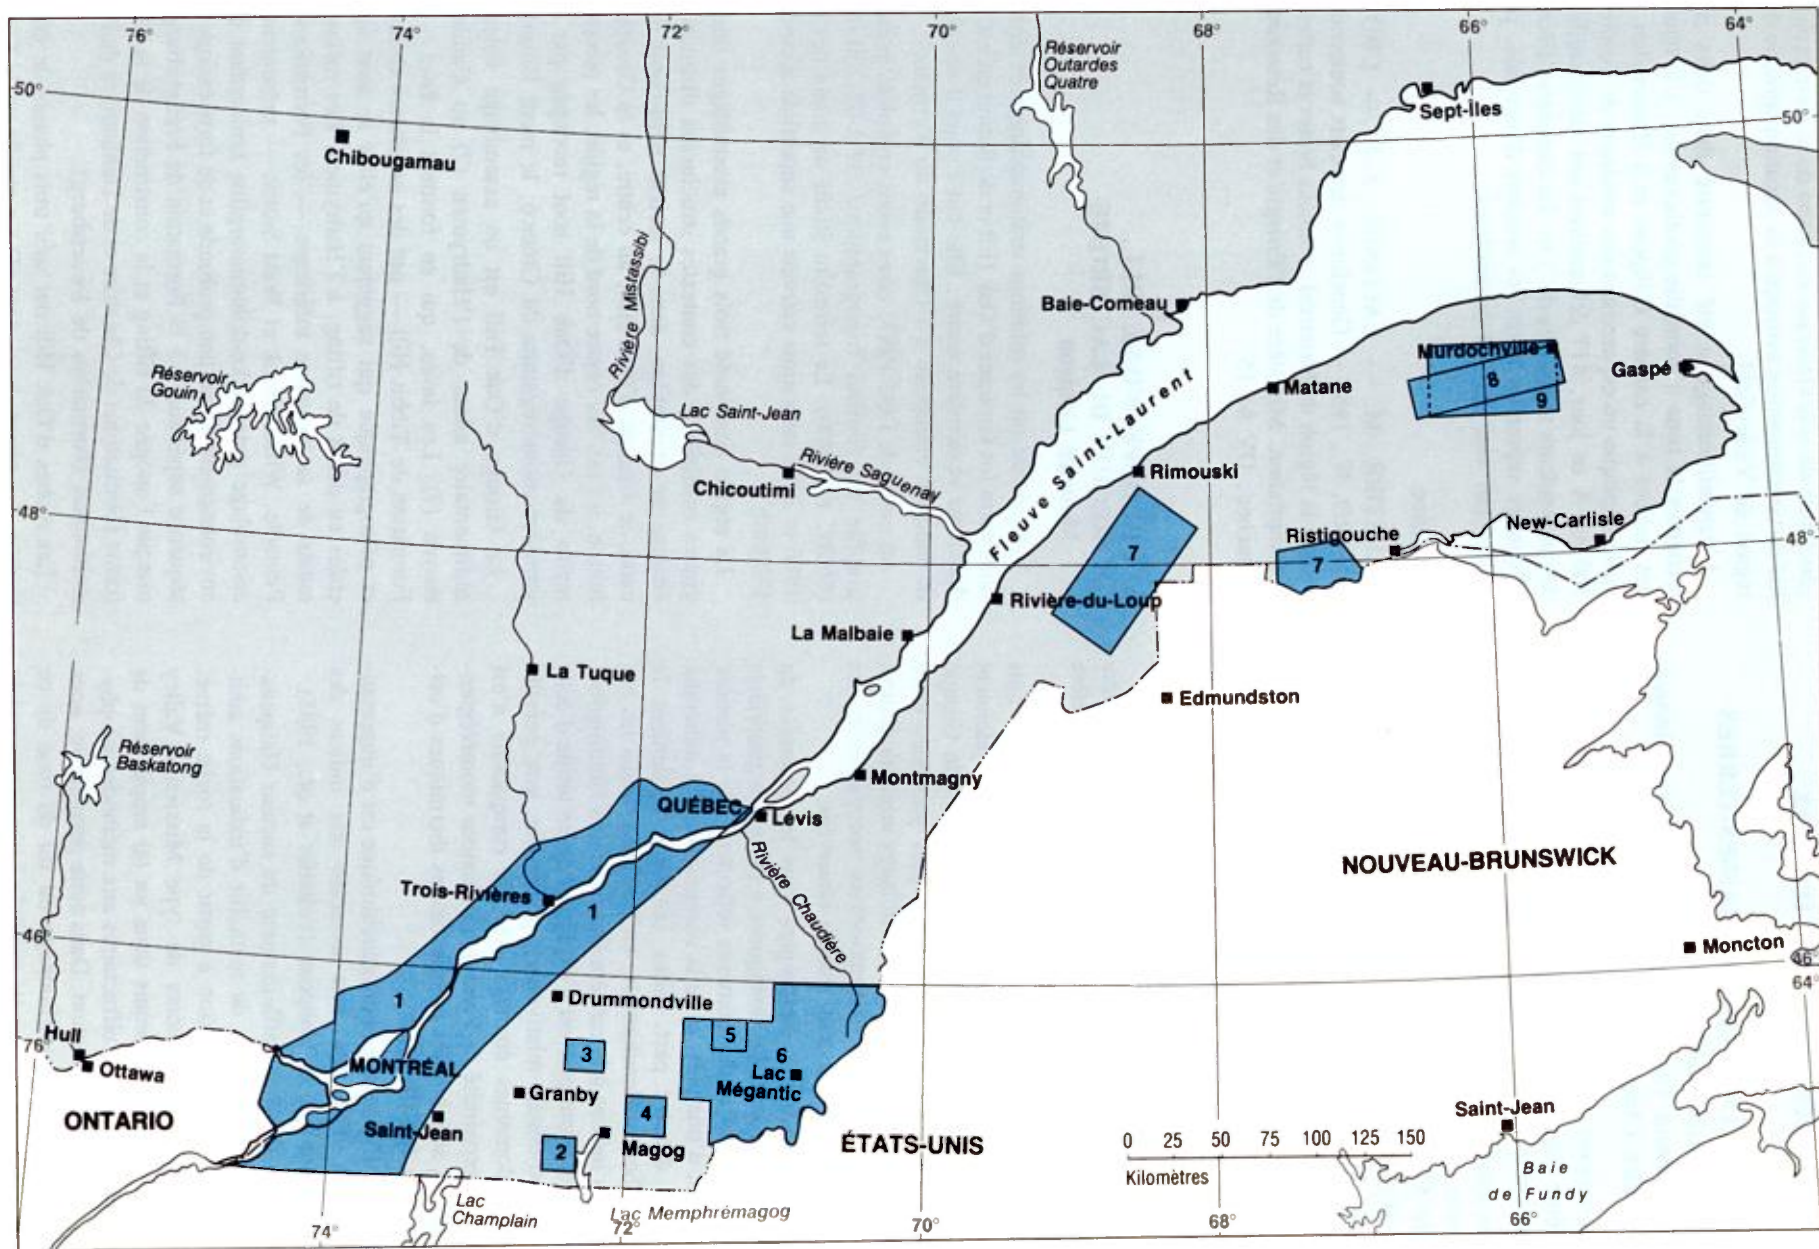 76°
74°
72°
70°
68°
66°
64°
50°
Chibougamau
Réservoir
Outardes
Quatre
Sept-Îles
50°
Rivière Mistassibi
Baie-Comeau
Réservoir
Gouin
Lac Saint-Jean
Murdochville
Gaspé
8
9
Matane
Fleuve Saint-Laurent
Chicoutimi
Rivière Saguenay
Rimouski
48°
New-Carlisle
Ristigouche
48°
7
7
Rivière-du-Loup
La Malbaie
La Tuque
Edmundston
Réservoir
Baskatong
Montmagny
QUÉBEC
Lévis
NOUVEAU-BRUNSWICK
Rivière Chaudière
Trois-Rivières
1
46°
Moncton
46°
64°
1
Drummondville
Hull
76°
Ottawa
MONTRÉAL
3
5
6
Lac
Mégantic
Granby
4
ONTARIO
Saint-Jean
Magog
2
ÉTATS-UNIS
Saint-Jean
0 25 50 75 100 125 150
Kilomètres
Baie
de Fundy
Lac
Champlain
Lac Memphrémagog
74°
72°
70°
68°
66°